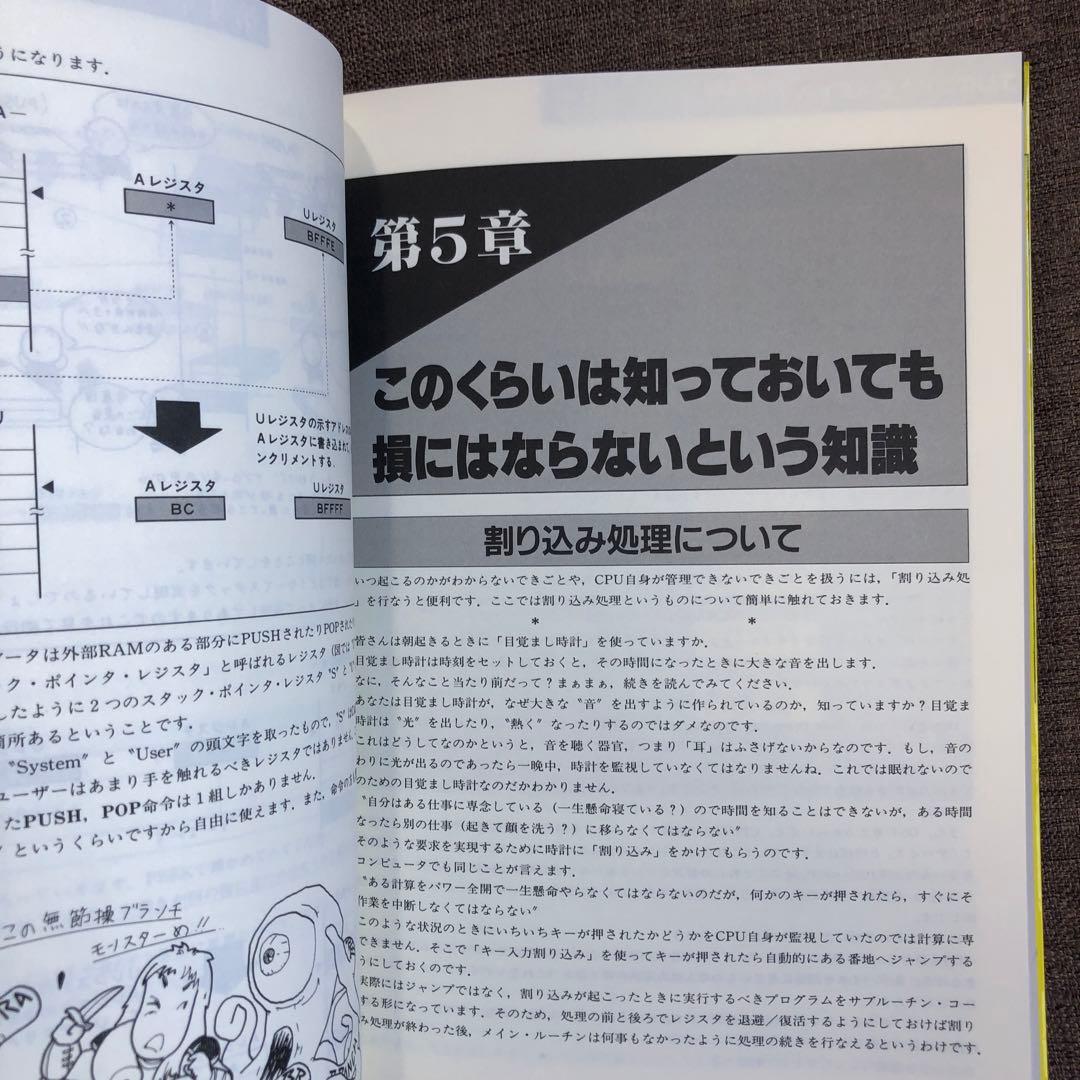 うになります.
A—
Aレジスタ
*
Uレジスタ
BFFFE
Uレジスタの示すアドレスの
Aレジスタに書き込まれ,
ンクリメントする.
U
Aレジスタ
BC
Uレジスタ
BFFFF
ータは外部RAMのある部分にPUSHされたりPOPされた
ク・ポインタ・レジスタ」と呼ばれるレジスタ(図では
したように2つのスタック・ポインタ・レジスタ"S"と
箇所あるということです.
"System" と "User" の頭文字を取ったもので, "S"
ユーザーはあまり手を触れるべきレジスタではありません.
たPUSH, POP命令は1組しかありません.
"というくらいですから自由に使えます. また, 命令の
この無節操ブランチ
モンスターめ!!
!
BRA
BR
第5章
このくらいは知っておいても
損にはならないという知識
割り込み処理について
いつ起こるのかがわからないできごとや, CPU自身が管理できないできごとを扱うには,「割り込み処
」を行なうと便利です. ここでは割り込み処理というものについて簡単に触れておきます.
* *
皆さんは朝起きるときに「目覚まし時計」を使っていますか.
目覚まし時計は時刻をセットしておくと, その時間になったときに大きな音を出します.
なに, そんなこと当たり前だって?まぁまぁ, 続きを読んでみてください.
あなたは目覚まし時計が, なぜ大きな "音" を出すように作られているのか, 知っていますか?目覚ま
時計は "光" を出したり, "熱く" なったりするのではダメなのです.
これはどうしてなのかというと, 音を聴く器官, つまり「耳」はふさげないからなのです. もし, 音の
わりに光が出るのであったら一晩中, 時計を監視していなくてはなりませんね. これでは眠れないので
のための目覚まし時計なのだかわかりません.
"自分はある仕事に専念している(一生懸命寝ている?)ので時間を知ることはできないが, ある時間
なったら別の仕事(起きて顔を洗う?)に移らなくてはならない"
そのような要求を実現するために時計に「割り込み」をかけてもらうのです.
コンピュータでも同じことが言えます.
"ある計算をパワー全開で一生懸命やらなくてはならないのだが, 何かのキーが押されたら, すぐにそ
作業を中断しなくてはならない"
このような状況のときにいちいちキーが押されたかどうかをCPU自身が監視していたのでは計算に専
できません. そこで「キー入力割り込み」を使ってキーが押されたら自動的にある番地へジャンプする
うにしておくのです.
実際にはジャンプではなく, 割り込みが起こったときに実行するべきプログラムをサブルーチン・コー
する形になっています. そのため, 処理の前と後ろでレジスタを退避/復活するようにしておけば割り
み処理が終わった後, メイン・ルーチンは何事もなかったように処理の続きを行なえるというわけです.